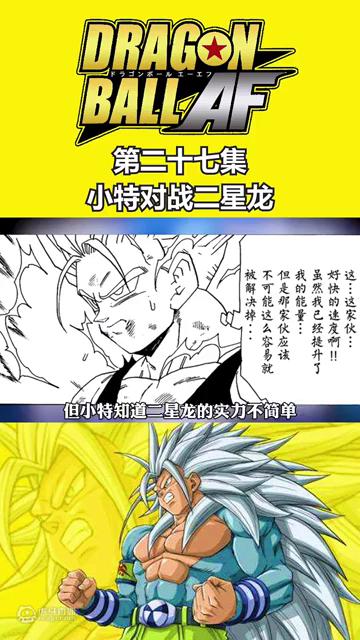 DRAGON
ドラゴンボール エーエフ
BALL AF
第二十七集
小特对战二星龙
这…这家伙…
好快的速度啊!!
虽然我已经提升了
我的能量…
但是那家伙应该
不可能这么容易就
被解决掉…
但小特知道二星龙的实力不简单